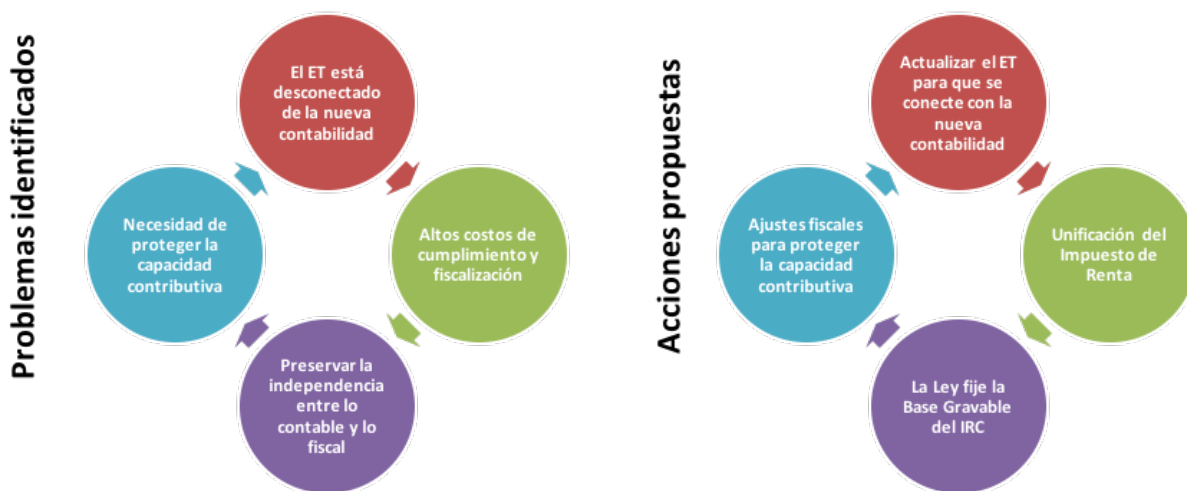 Problemas identificados
El ET está
desconectado
de la nueva
contabilidad
Altos costos de
cumplimiento y
fiscalización
Preservar la
independencia
entre lo
contable y lo
fiscal
Necesidad de
proteger la
capacidad
contributiva
Acciones propuestas
Actualizar el ET
para que se
conecte con la
nueva
contabilidad
Unificación del
Impuesto de
Renta
La Ley fije la
Base Gravable
del IRC
Ajustes fiscales
para proteger
la capacidad
contributiva